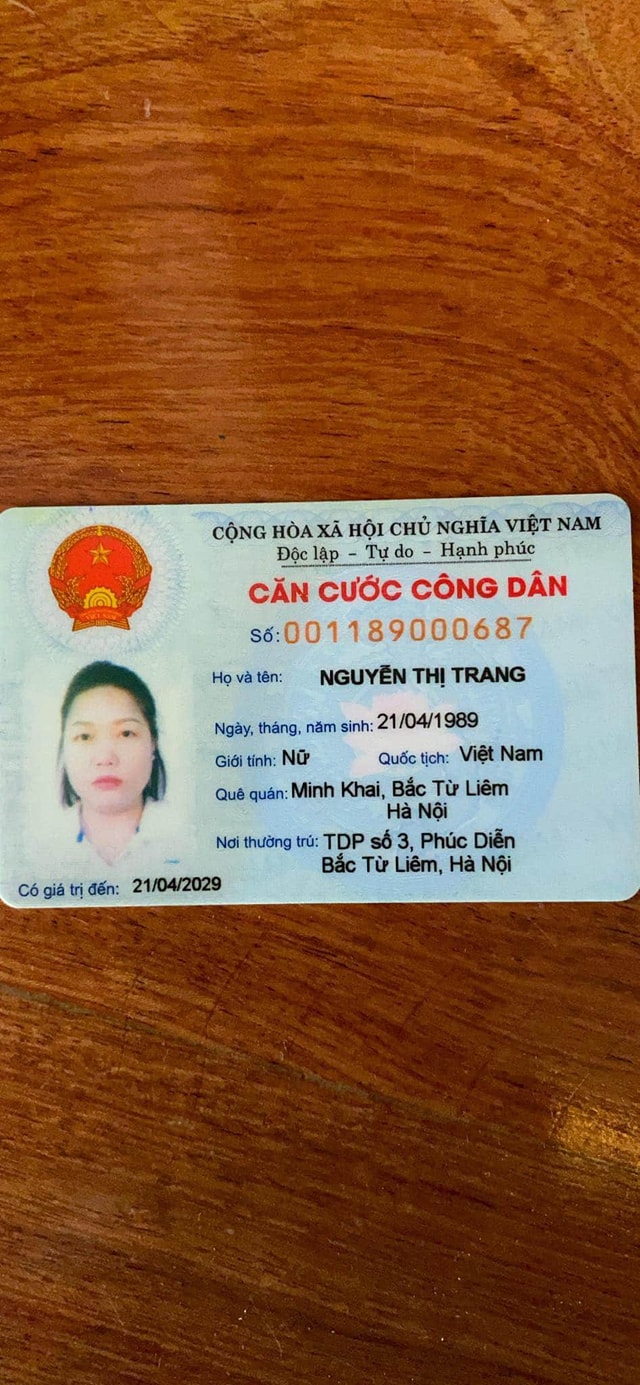 CỘNG HÒA XÃ HỘI CHỦ NGHĨA VIỆT NAM
Độc lập - Tự do - Hạnh phúc
CĂN CƯỚC CÔNG DÂN
Số: 001189000687
Họ và tên: NGUYỄN THỊ TRANG
Ngày, tháng, năm sinh: 21/04/1989
Giới tính: Nữ Quốc tịch: Việt Nam
Quê quán: Minh Khai, Bắc Từ Liêm
Hà Nội
Nơi thường trú: TDP số 3, Phúc Diễn
Bắc Từ Liêm, Hà Nội
Có giá trị đến: 21/04/2029
VIỆT NAM